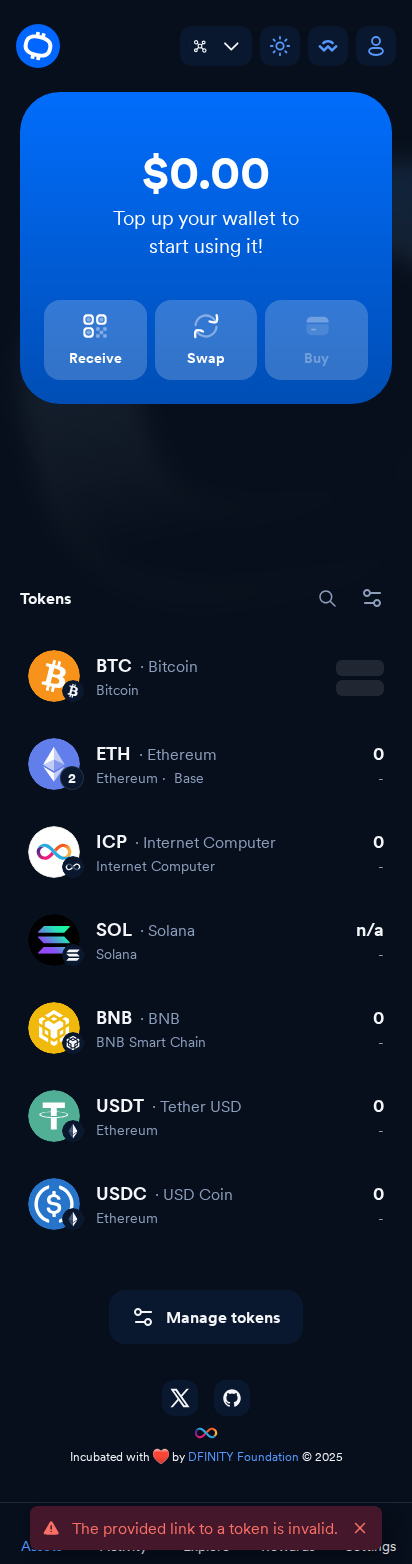 $0.00
Top up your wallet to
start using it!
Receive
Swap
Buy
Tokens
BTC · Bitcoin
Bitcoin
ETH · Ethereum 0
2 Ethereum · Base -
ICP · Internet Computer 0
Internet Computer -
SOL · Solana n/a
Solana -
BNB · BNB 0
BNB Smart Chain -
USDT · Tether USD 0
Ethereum -
USDC · USD Coin 0
Ethereum -
Manage tokens
Incubated with ❤️ by DFINITY Foundation © 2025
The provided link to a token is invalid.
Assets Activity Explore Rewards Settings